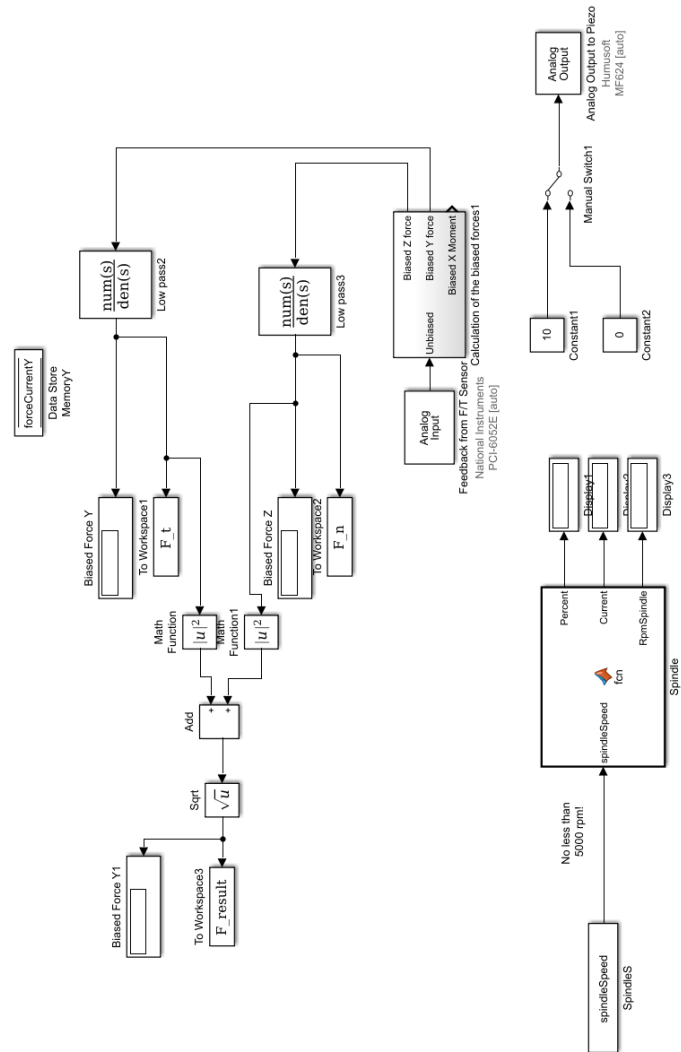 forceCurrentY
Data Store
MemoryY
Biased Force Y1
To Workspace3
F_result
Sqrt
√u
Add
+
+
Math
Function
|u|²
Math
Function1
|u|²
Biased Force Y
To Workspace1
F_t
Biased Force Z
To Workspace2
F_n
num(s)
den(s)
Low pass2
num(s)
den(s)
Low pass3
Analog
Input
Feedback from F/T Sensor
National Instruments
PCI-6052E [auto]
Unbiased
Biased Z force
Biased Y force
Biased X Moment
Calculation of the biased forces1
spindleSpeed
SpindleS
No less than
5000 rpm!
spindleSpeed
fcn
Percent
Current
RpmSpindle
Spindle
Display1
Display2
Display3
10
Constant1
0
Constant2
Manual Switch1
Analog
Output
Analog Output to Piezo
Humusoft
MF624 [auto]